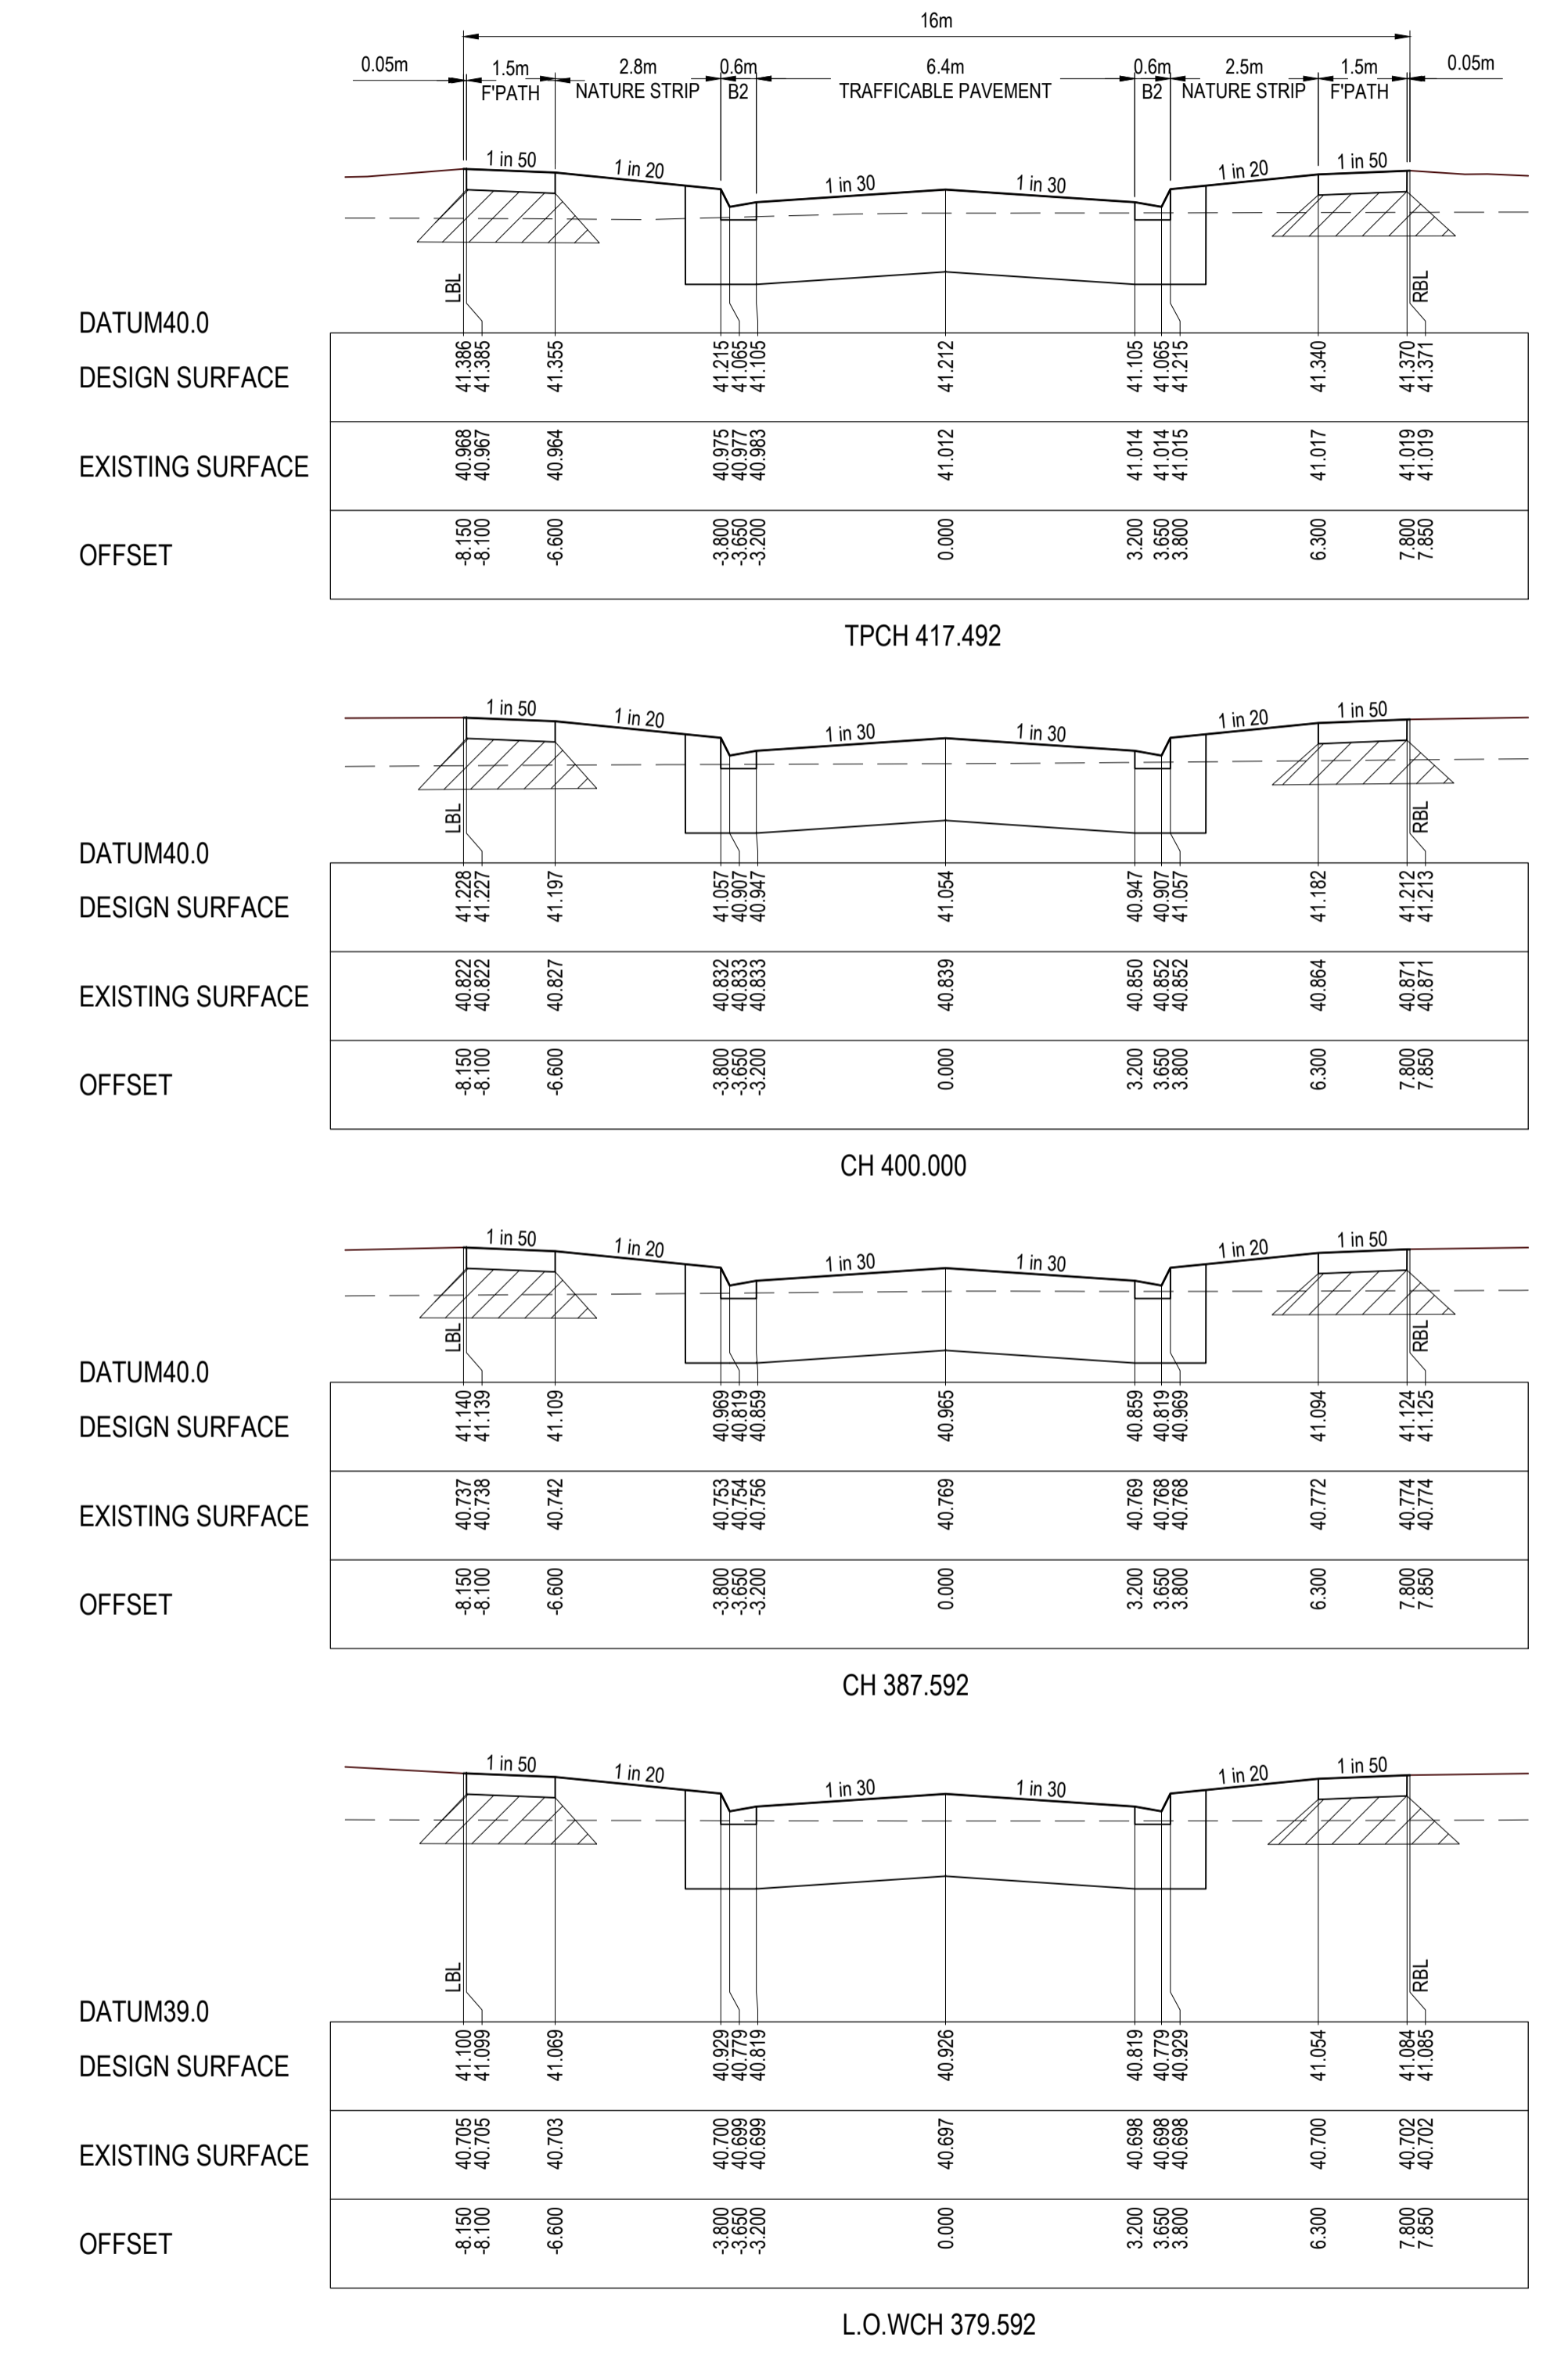 16m
0.05m 1.5m 2.8m 0.6m 6.4m 0.6m 2.5m 1.5m 0.05m
F'PATH NATURE STRIP B2 TRAFFICABLE PAVEMENT B2 NATURE STRIP F'PATH
1 in 50 1 in 20 1 in 30 1 in 30 1 in 20 1 in 50
LBL RBL
DATUM40.0
DESIGN SURFACE 41.386 41.385 41.355 41.215 41.065 41.105 41.212 41.105 41.065 41.215 41.340 41.370 41.371
EXISTING SURFACE 40.968 40.967 40.964 40.975 40.977 40.983 41.012 41.014 41.014 41.015 41.017 41.019 41.019
OFFSET -8.150 -8.100 -6.600 -3.800 -3.650 -3.200 0.000 3.200 3.650 3.800 6.300 7.800 7.850
TPCH 417.492
1 in 50 1 in 20 1 in 30 1 in 30 1 in 20 1 in 50
LBL RBL
DATUM40.0
DESIGN SURFACE 41.228 41.227 41.197 41.057 40.907 40.947 41.054 40.947 40.907 41.057 41.182 41.212 41.213
EXISTING SURFACE 40.822 40.822 40.827 40.832 40.833 40.833 40.839 40.850 40.852 40.852 40.864 40.871 40.871
OFFSET -8.150 -8.100 -6.600 -3.800 -3.650 -3.200 0.000 3.200 3.650 3.800 6.300 7.800 7.850
CH 400.000
1 in 50 1 in 20 1 in 30 1 in 30 1 in 20 1 in 50
LBL RBL
DATUM40.0
DESIGN SURFACE 41.140 41.139 41.109 40.969 40.819 40.859 40.965 40.859 40.819 40.969 41.094 41.124 41.125
EXISTING SURFACE 40.737 40.738 40.742 40.753 40.754 40.756 40.769 40.769 40.768 40.768 40.772 40.774 40.774
OFFSET -8.150 -8.100 -6.600 -3.800 -3.650 -3.200 0.000 3.200 3.650 3.800 6.300 7.800 7.850
CH 387.592
1 in 50 1 in 20 1 in 30 1 in 30 1 in 20 1 in 50
LBL RBL
DATUM39.0
DESIGN SURFACE 41.100 41.099 41.069 40.929 40.779 40.819 40.926 40.819 40.779 40.929 41.054 41.084 41.085
EXISTING SURFACE 40.705 40.705 40.703 40.700 40.699 40.699 40.697 40.698 40.698 40.698 40.700 40.702 40.702
OFFSET -8.150 -8.100 -6.600 -3.800 -3.650 -3.200 0.000 3.200 3.650 3.800 6.300 7.800 7.850
L.O.WCH 379.592